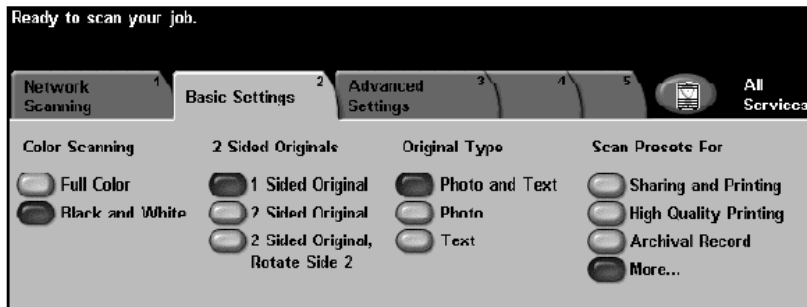 Ready to scan your job.
Network Scanning 1
Basic Settings 2
Advanced Settings 3
4
5
All Services
Color Scanning
Full Color
Black and White
2 Sided Originals
1 Sided Original
2 Sided Original
2 Sided Original,
Rotate Side 2
Original Type
Photo and Text
Photo
Text
Scan Presets For
Sharing and Printing
High Quality Printing
Archival Record
More...